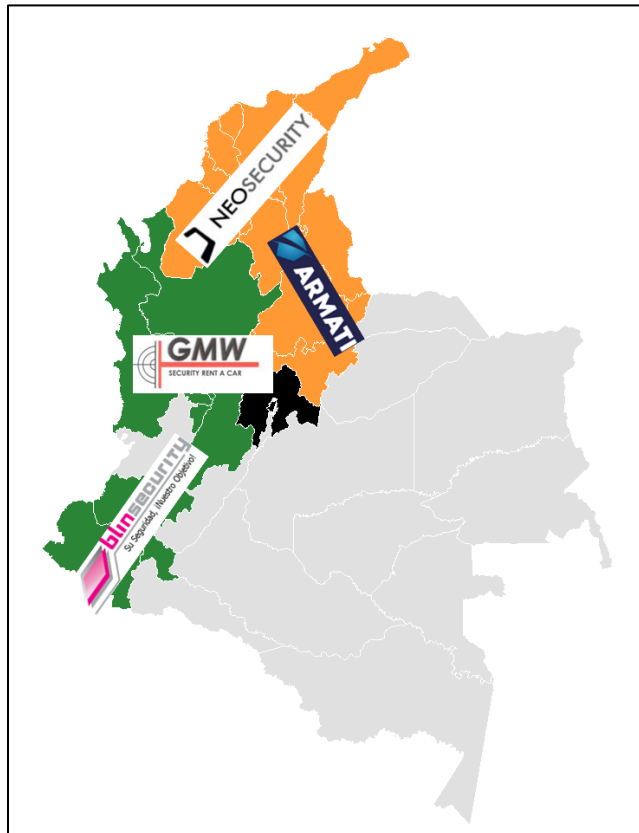 NEOSECURITY
ARMATI
GMW
SECURITY RENT A CAR
blinsecurity
Su Seguridad, ¡Nuestro Objetivo!